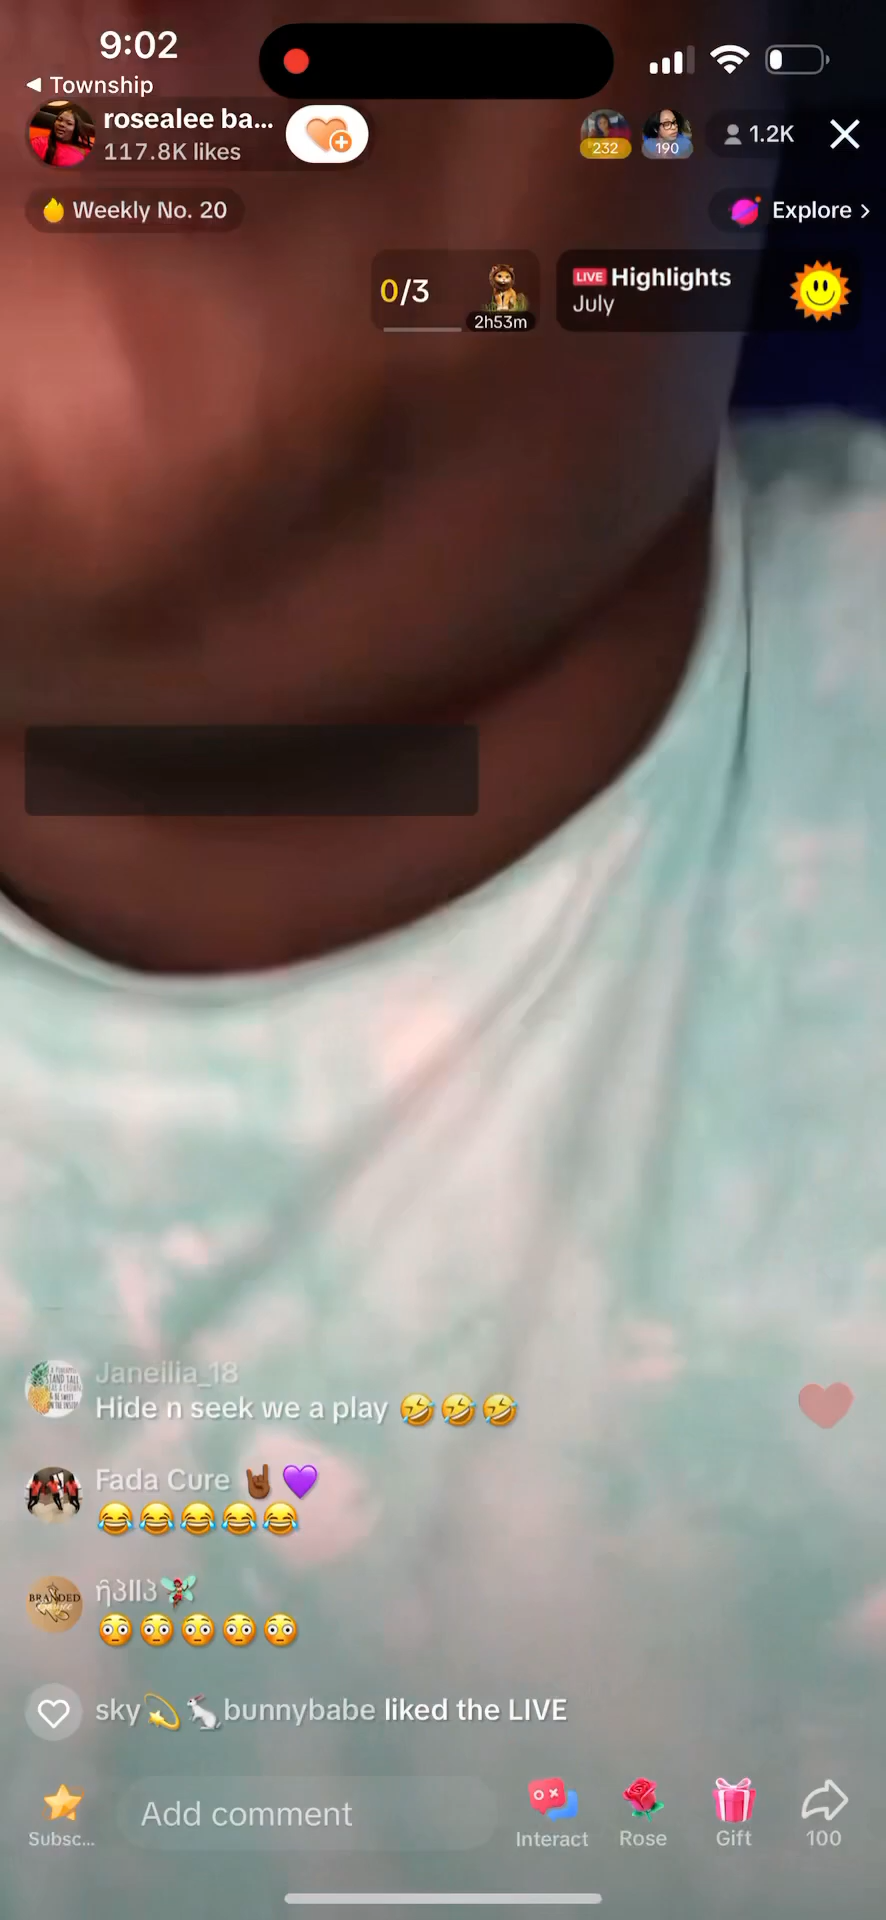 9:02
Township
rosealee ba...
117.8K likes
232
190
1.2K
Weekly No. 20
Explore
0/3
2h53m
LIVE Highlights
July
Janeilia_18
Hide n seek we a play 🤣🤣🤣
Fada Cure 🤘🏾💜
😂😂😂😂😂
😳😳😳😳😳
sky💫🐇bunnybabe liked the LIVE
Subsc...
Add comment
Interact
Rose
Gift
100